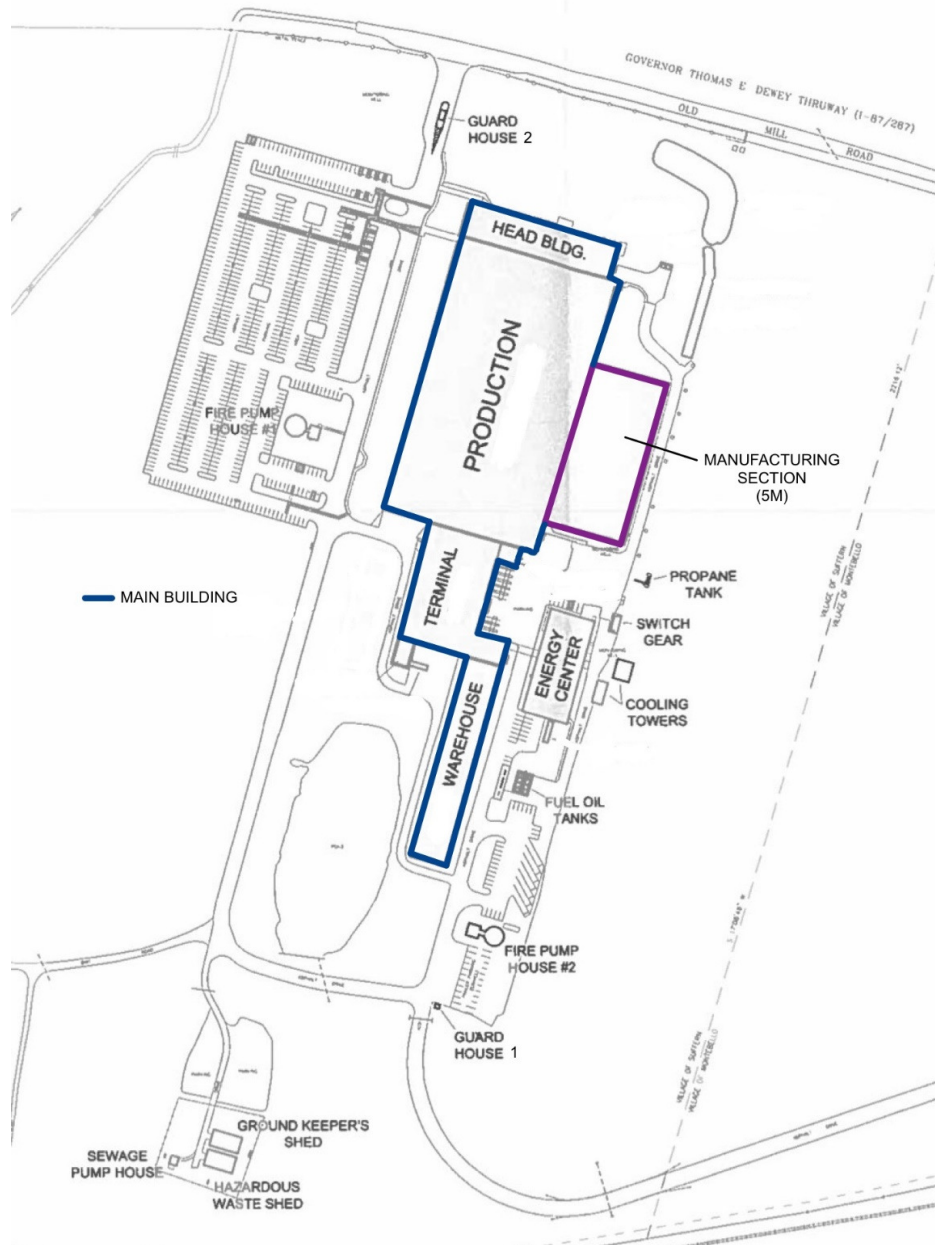 GOVERNOR THOMAS E DEWEY THRUWAY (I-87/287)
OLD MILL ROAD
GUARD
HOUSE 2
HEAD BLDG.
PRODUCTION
FIRE PUMP
HOUSE #1
MANUFACTURING
SECTION
(5M)
MAIN BUILDING
TERMINAL
PROPANE
TANK
SWITCH
GEAR
ENERGY
CENTER
COOLING
TOWERS
WAREHOUSE
FUEL OIL
TANKS
VILLAGE OF SUFFERN
VILLAGE OF MONTEBELLO
FIRE PUMP
HOUSE #2
GUARD
HOUSE 1
VILLAGE OF SUFFERN
VILLAGE OF MONTEBELLO
GROUND KEEPER'S
SHED
SEWAGE
PUMP HOUSE
HAZARDOUS
WASTE SHED